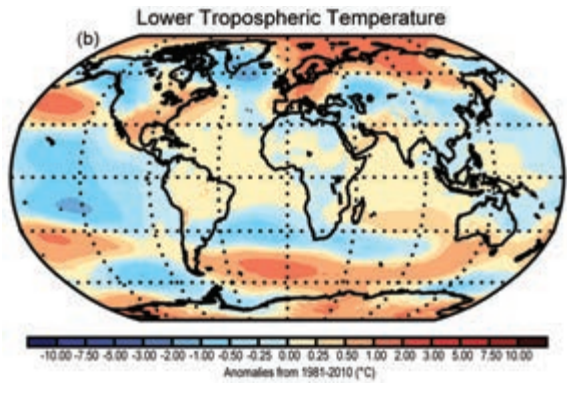 Lower Tropospheric Temperature
(b)
-10.00 -7.50 -5.00 -3.00 -2.00 -1.00 -0.50 -0.25 0.00 0.25 0.50 1.00 2.00 3.00 5.00 7.50 10.00
Anomalies from 1981-2010 (°C)